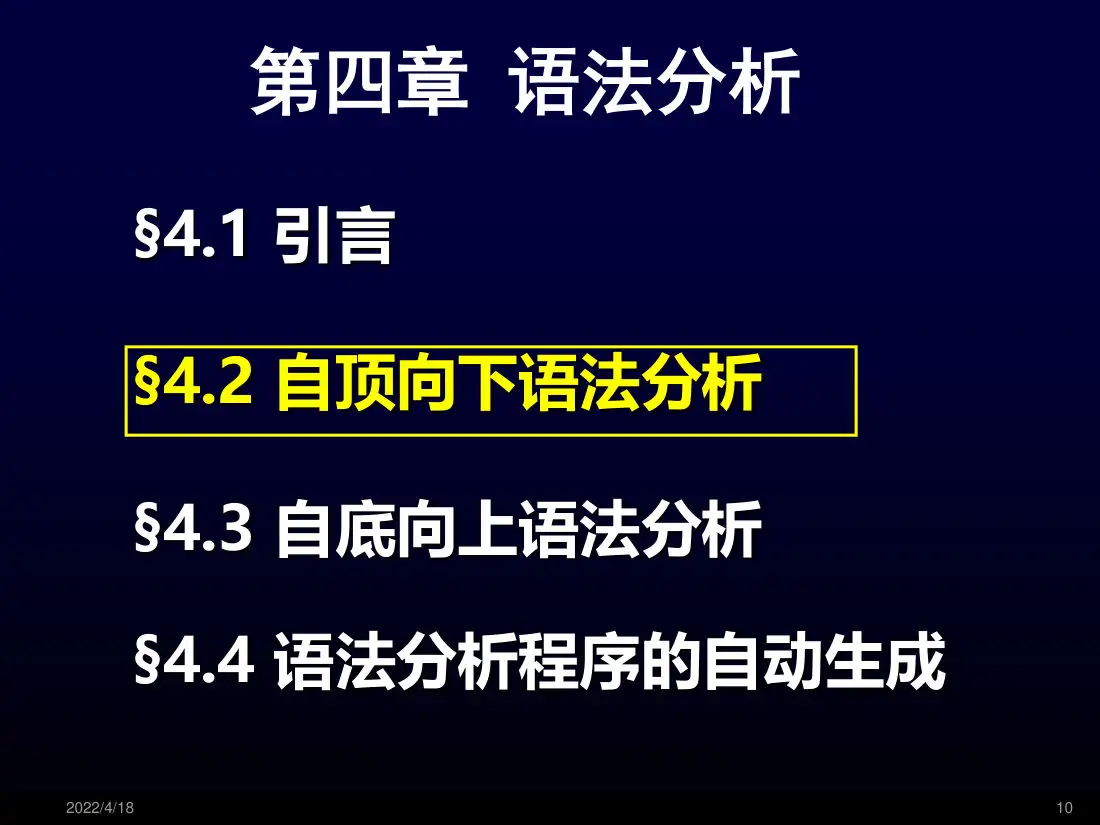 第四章 语法分析
§4.1 引言
§4.2 自顶向下语法分析
§4.3 自底向上语法分析
§4.4 语法分析程序的自动生成
2022/4/18
10